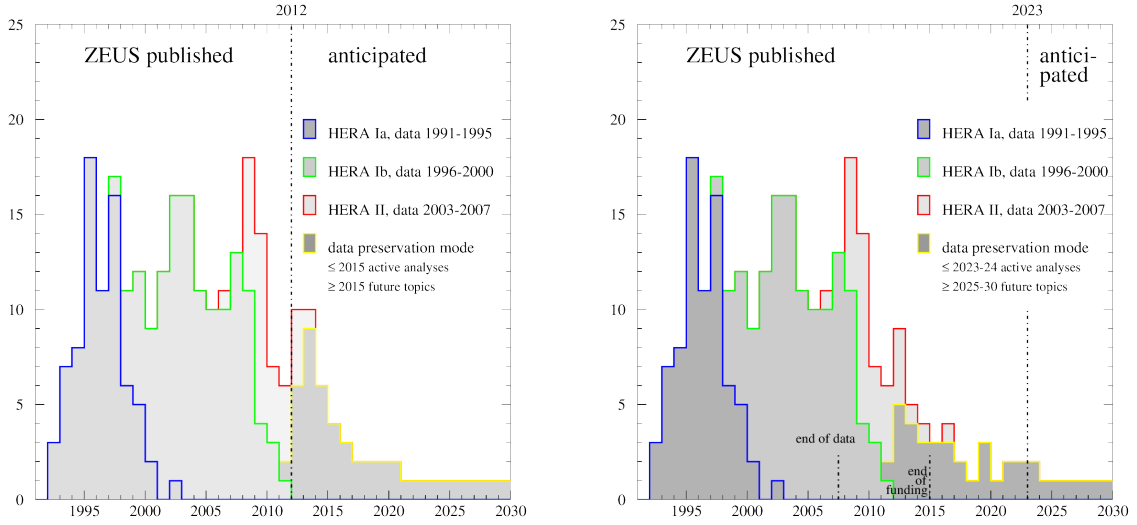 2012
25
20
15
10
5
0
ZEUS published
anticipated
HERA Ia, data 1991-1995
HERA Ib, data 1996-2000
HERA II, data 2003-2007
data preservation mode
≤ 2015 active analyses
≥ 2015 future topics
1995 2000 2005 2010 2015 2020 2025 2030
2023
25
20
15
10
5
0
ZEUS published
antici-
pated
HERA Ia, data 1991-1995
HERA Ib, data 1996-2000
HERA II, data 2003-2007
data preservation mode
≤ 2023-24 active analyses
≥ 2025-30 future topics
end of data
end
of
funding
1995 2000 2005 2010 2015 2020 2025 2030